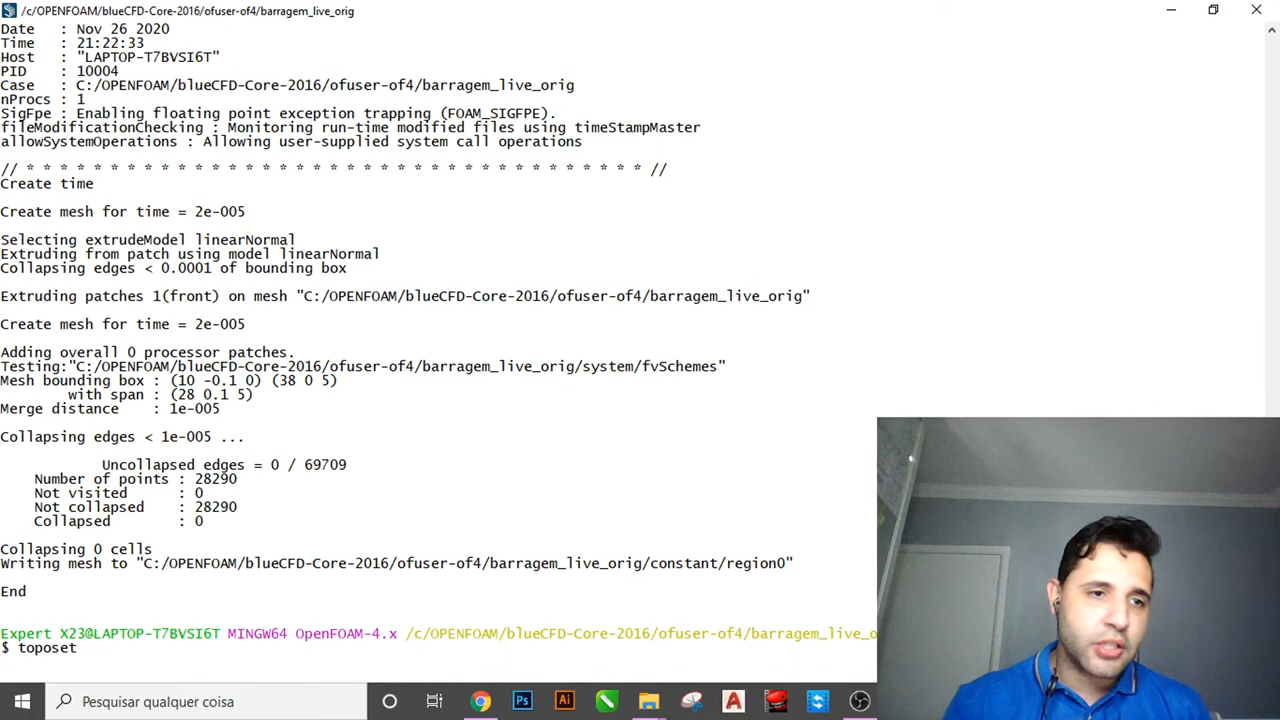 /c/OPENFOAM/blueCFD-Core-2016/ofuser-of4/barragem_live_orig
Date   : Nov 26 2020
Time   : 21:22:33
Host   : "LAPTOP-T7BVSI6T"
PID    : 10004
Case   : C:/OPENFOAM/blueCFD-Core-2016/ofuser-of4/barragem_live_orig
nProcs : 1
SigFpe : Enabling floating point exception trapping (FOAM_SIGFPE).
fileModificationChecking : Monitoring run-time modified files using timeStampMaster
allowSystemOperations : Allowing user-supplied system call operations
// * * * * * * * * * * * * * * * * * * * * * * * * * * * * * * * * * * * * * //
Create time
Create mesh for time = 2e-005
Selecting extrudeModel linearNormal
Extruding from patch using model linearNormal
Collapsing edges < 0.0001 of bounding box
Extruding patches 1(front) on mesh "C:/OPENFOAM/blueCFD-Core-2016/ofuser-of4/barragem_live_orig"
Create mesh for time = 2e-005
Adding overall 0 processor patches.
Testing:"C:/OPENFOAM/blueCFD-Core-2016/ofuser-of4/barragem_live_orig/system/fvSchemes"
Mesh bounding box : (10 -0.1 0) (38 0 5)
with span : (28 0.1 5)
Merge distance    : 1e-005
Collapsing edges < 1e-005 ...
Uncollapsed edges = 0 / 69709
Number of points : 28290
Not visited      : 0
Not collapsed    : 28290
Collapsed        : 0
Collapsing 0 cells
Writing mesh to "C:/OPENFOAM/blueCFD-Core-2016/ofuser-of4/barragem_live_orig/constant/region0"
End
Expert X23@LAPTOP-T7BVSI6T MINGW64 OpenFOAM-4.x /c/OPENFOAM/blueCFD-Core-2016/ofuser-of4/barragem_live_o
$ toposet
Pesquisar qualquer coisa
Ps
Ai
A